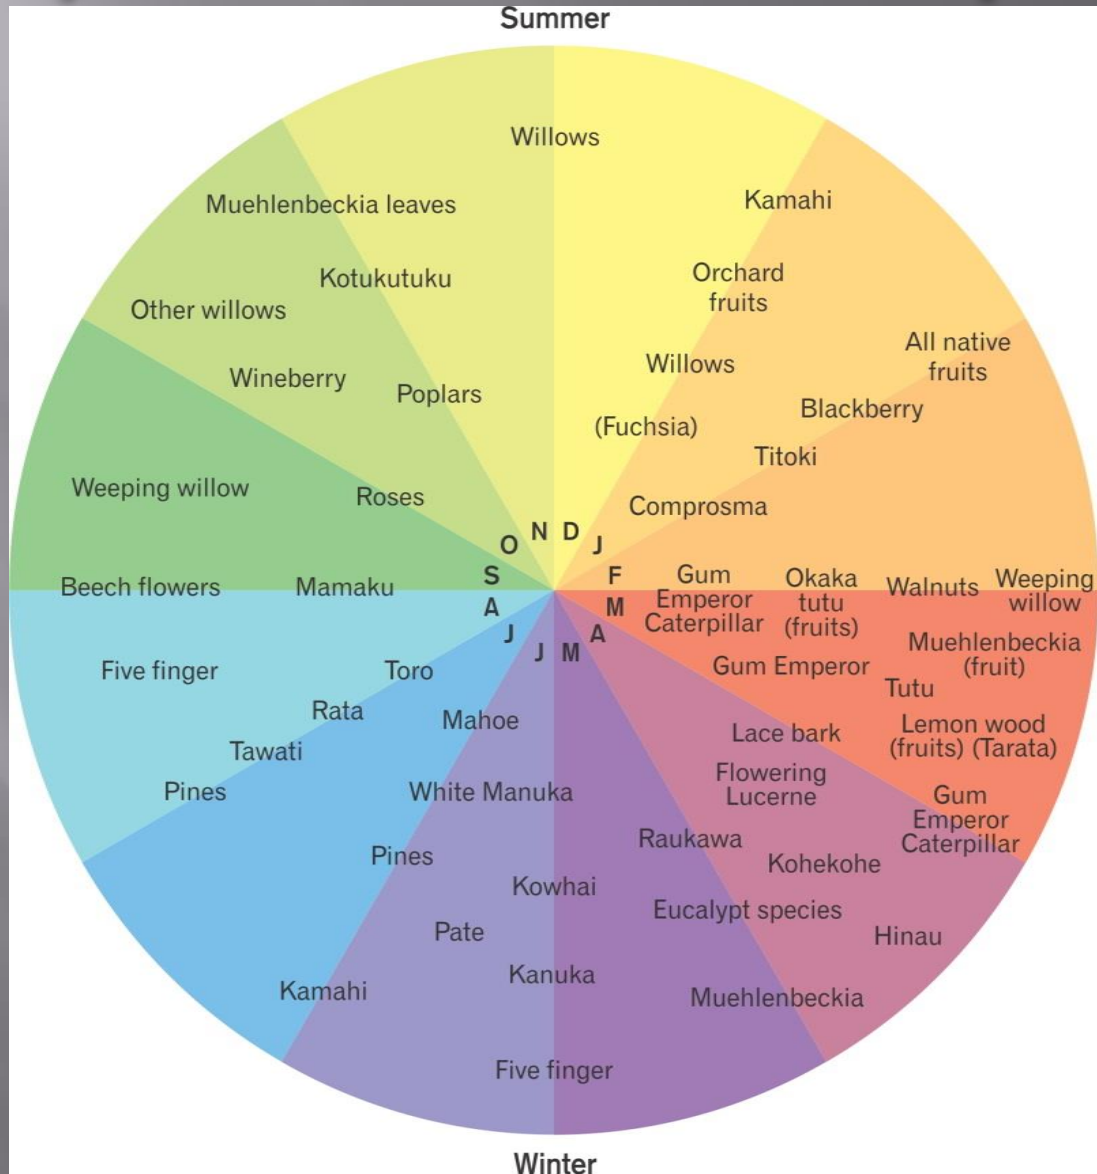 Summer
Willows
Muehlenbeckia leaves
Kamahi
Kotukutuku
Orchard
fruits
Other willows
All native
fruits
Willows
Wineberry
Poplars
Blackberry
(Fuchsia)
Titoki
Weeping willow
Roses
Comprosma
N
D
O
J
S
F
Beech flowers
Mamaku
Gum
Emperor
Caterpillar
Okaka
tutu
(fruits)
Walnuts
Weeping
willow
A
M
J
A
J
M
Five finger
Toro
Gum Emperor
Muehlenbeckia
(fruit)
Tutu
Rata
Mahoe
Lace bark
Lemon wood
(fruits) (Tarata)
Tawati
Pines
White Manuka
Flowering
Lucerne
Gum
Emperor
Caterpillar
Raukawa
Pines
Kohekohe
Kowhai
Eucalypt species
Pate
Hinau
Kanuka
Kamahi
Muehlenbeckia
Five finger
Winter